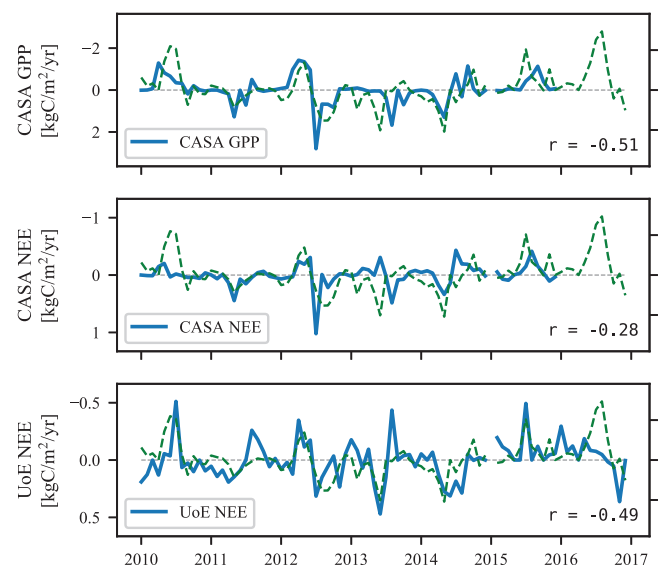 CASA GPP
[kgC/m²/yr]
−2
0
2
CASA GPP
r = -0.51
CASA NEE
[kgC/m²/yr]
−1
0
1
CASA NEE
r = -0.28
UoE NEE
[kgC/m²/yr]
−0.5
0.0
0.5
UoE NEE
r = -0.49
2010 2011 2012 2013 2014 2015 2016 2017